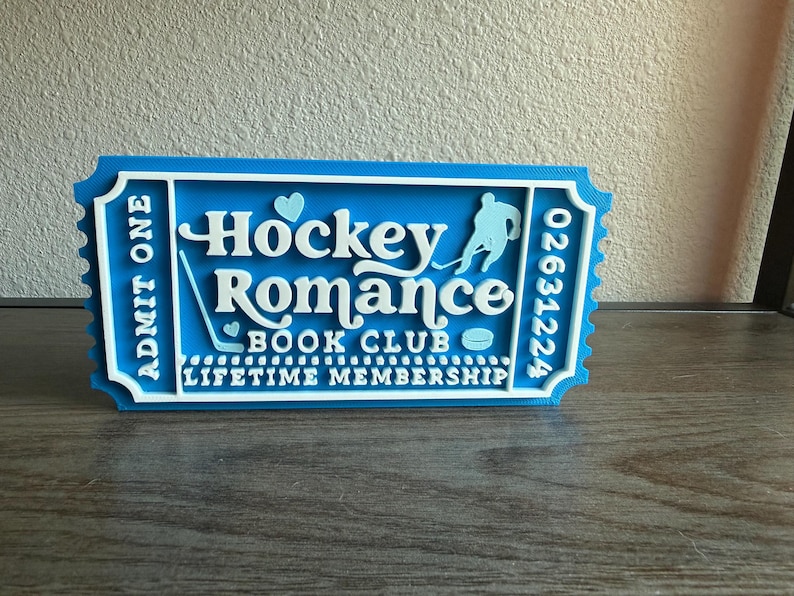 ADMIT ONE
Hockey
Romance
BOOK CLUB
LIFETIME MEMBERSHIP
02631224